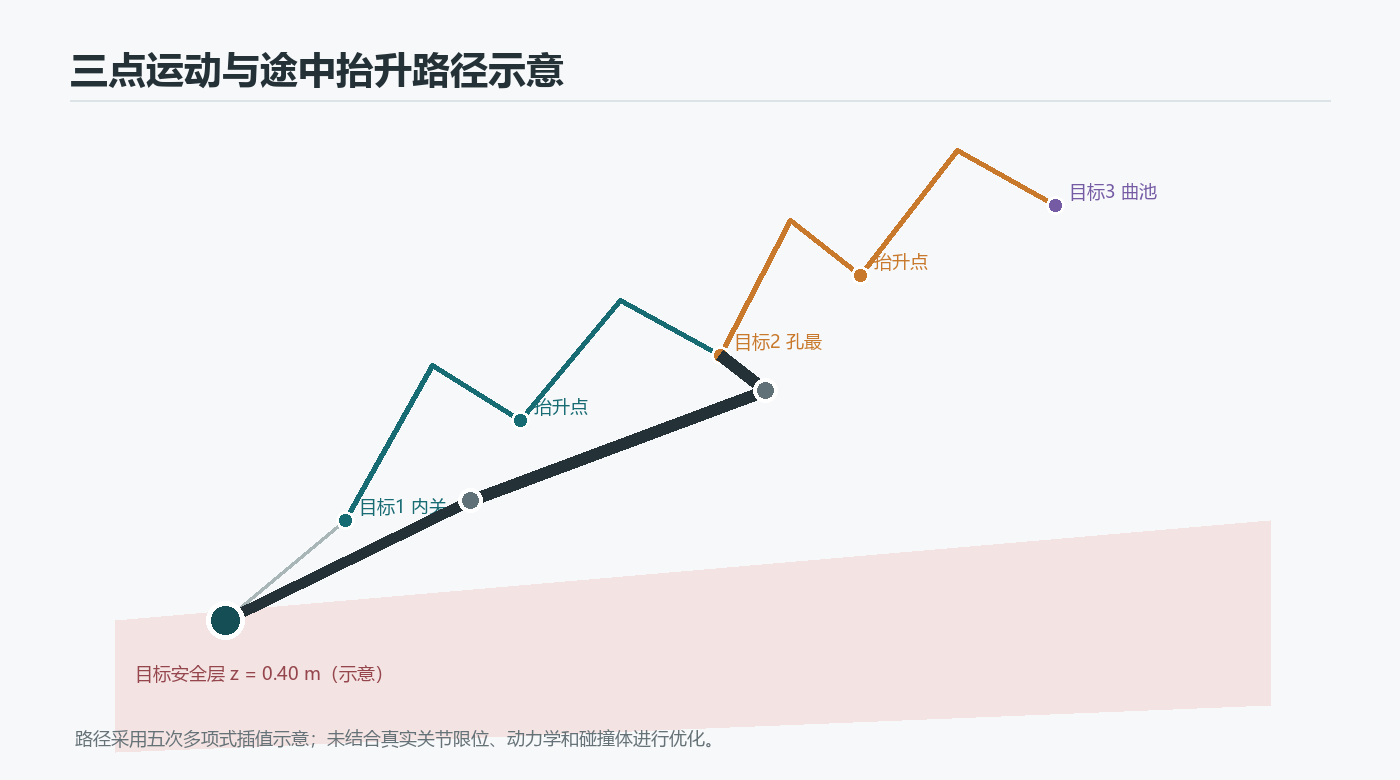 三点运动与途中抬升路径示意
目标3 曲池
抬升点
目标2 孔最
抬升点
目标1 内关
目标安全层 z = 0.40 m（示意）
路径采用五次多项式插值示意；未结合真实关节限位、动力学和碰撞体进行优化。